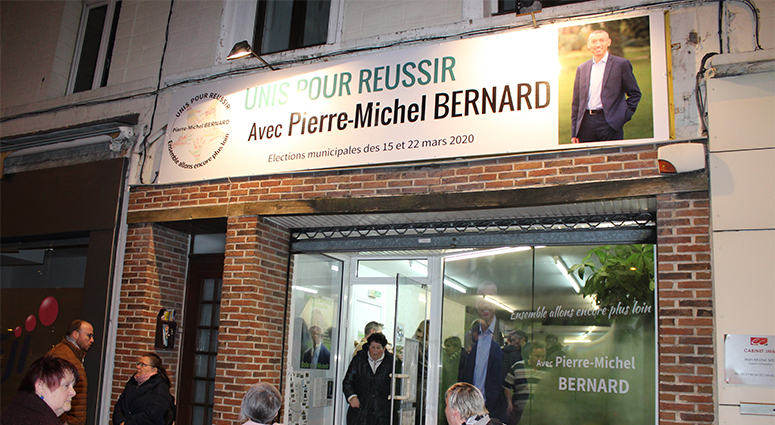 UNIS POUR REUSSIR
Avec Pierre-Michel BERNARD
Elections municipales des 15 et 22 mars 2020
UNIS POUR REUSSIR
Pierre-Michel BERNARD
Ensemble allons encore plus loin
Ensemble allons encore plus loin
Avec Pierre-Michel
BERNARD
CABINET